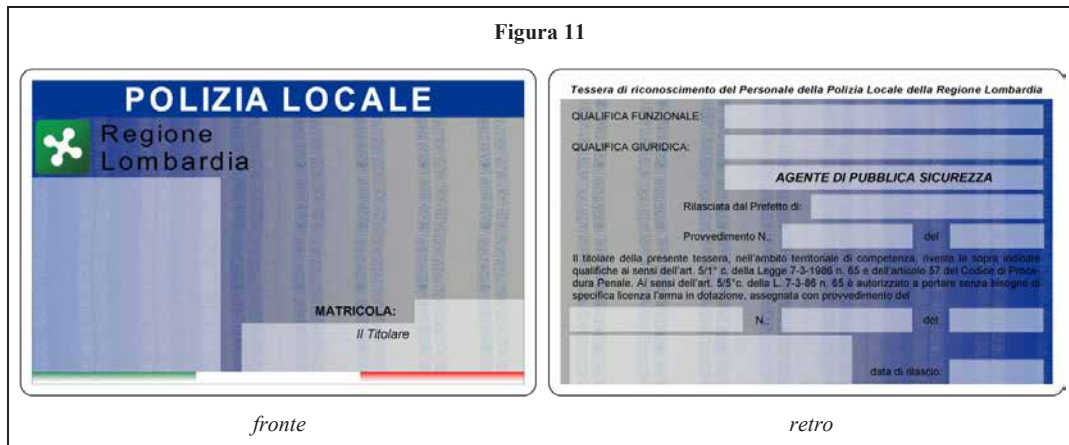 Figura 11
POLIZIA LOCALE
Regione
Lombardia
MATRICOLA:
Il Titolare
fronte
Tessera di riconoscimento del Personale della Polizia Locale della Regione Lombardia
QUALIFICA FUNZIONALE:
QUALIFICA GIURIDICA:
AGENTE DI PUBBLICA SICUREZZA
Rilasciata dal Prefetto di:
Provvedimento N.: del
Il titolare della presente tessera, nell'ambito territoriale di competenza, riveste le sopra indicate
qualifiche ai sensi dell'art. 5/1° c. della Legge 7-3-1986 n. 65 e dell'articolo 57 del Codice di Proce-
dura Penale. Ai sensi dell'art. 5/5°c. della L. 7-3-86 n. 65 è autorizzato a portare senza bisogno di
specifica licenza l'arma in dotazione, assegnata con provvedimento del
N.: del
data di rilascio:
retro